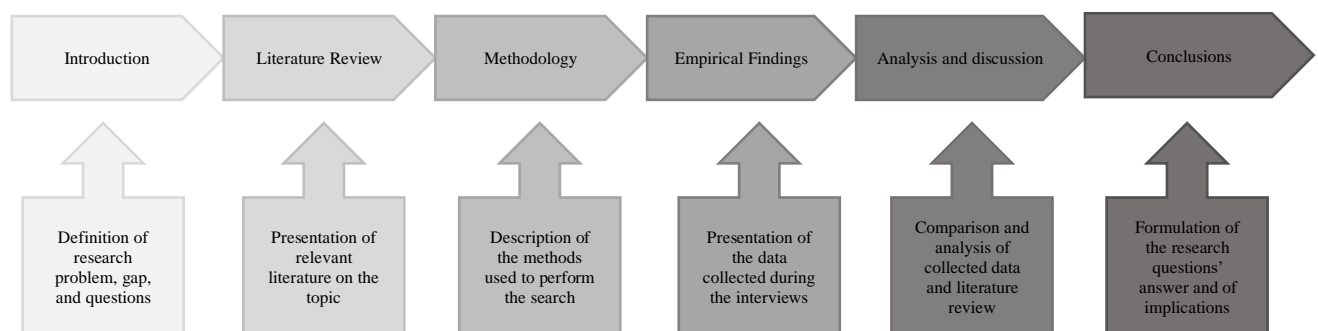 Introduction
Literature Review
Methodology
Empirical Findings
Analysis and discussion
Conclusions
Definition of
research
problem, gap,
and questions
Presentation of
relevant
literature on the
topic
Description of
the methods
used to perform
the search
Presentation of
the data
collected during
the interviews
Comparison and
analysis of
collected data
and literature
review
Formulation of
the research
questions’
answer and of
implications